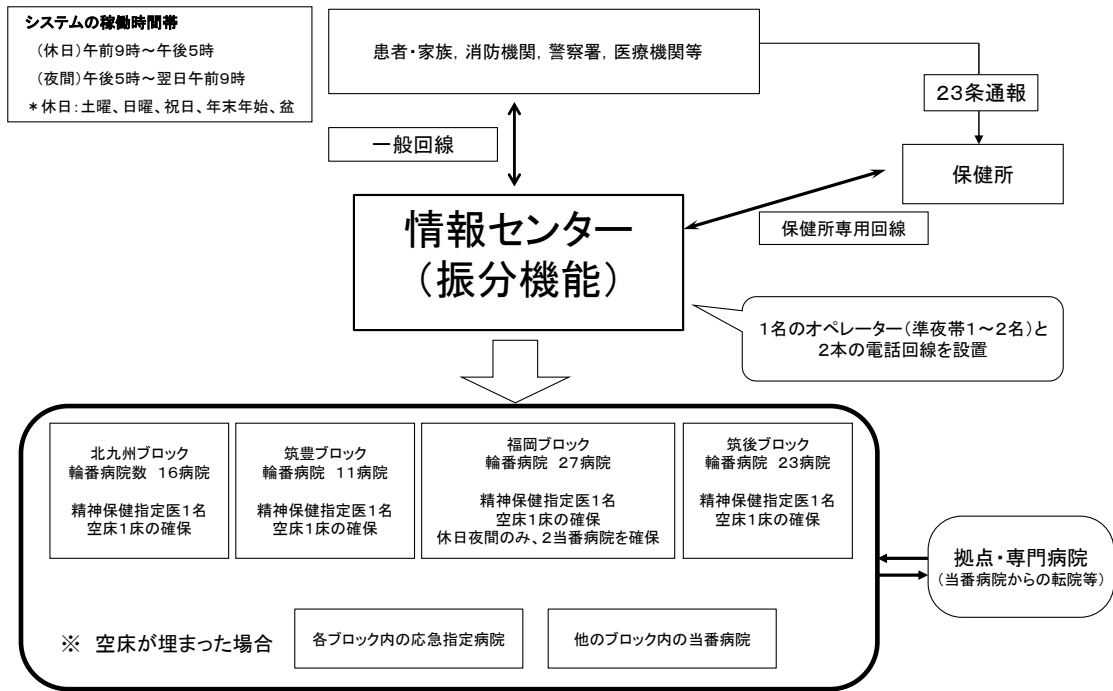 システムの稼働時間帯
(休日)午前9時～午後5時
(夜間)午後5時～翌日午前9時
＊休日：土曜、日曜、祝日、年末年始、盆
患者・家族，消防機関，警察署，医療機関等
23条通報
一般回線
保健所
情報センター
（振分機能）
保健所専用回線
1名のオペレーター（準夜帯1～2名）と
2本の電話回線を設置
北九州ブロック
輪番病院数 16病院
精神保健指定医1名
空床1床の確保
筑豊ブロック
輪番病院 11病院
精神保健指定医1名
空床1床の確保
福岡ブロック
輪番病院 27病院
精神保健指定医1名
空床1床の確保
休日夜間のみ、2当番病院を確保
筑後ブロック
輪番病院 23病院
精神保健指定医1名
空床1床の確保
拠点・専門病院
（当番病院からの転院等）
※ 空床が埋まった場合
各ブロック内の応急指定病院
他のブロック内の当番病院